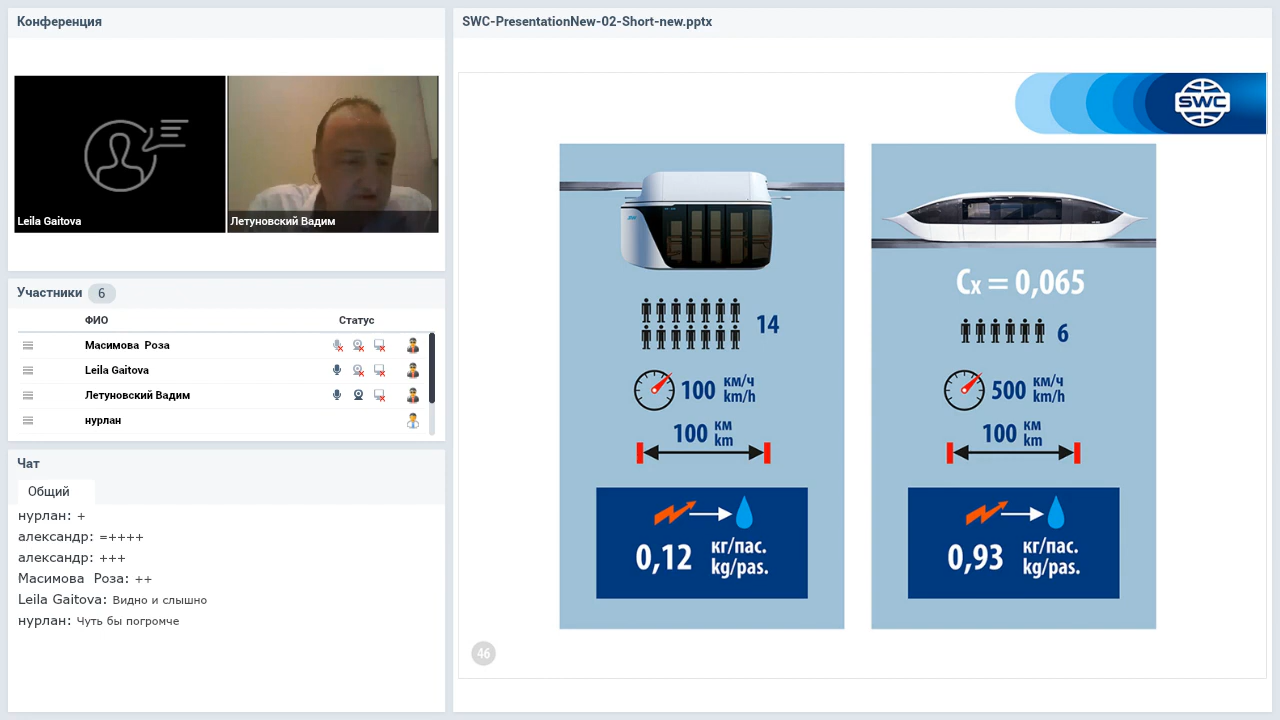 Конференция
Leila Gaitova
Летуновский Вадим
Участники 6
ФИО Статус
Масимова Роза
Leila Gaitova
Летуновский Вадим
нурлан
Чат
Общий
нурлан: +
александр: =++++
александр: +++
Масимова Роза: ++
Leila Gaitova: Видно и слышно
нурлан: Чуть бы погромче
SWC-PresentationNew-02-Short-new.pptx
SWC
14
100 км/ч km/h
100 км km
0,12 кг/пас. kg/pas.
Cx = 0,065
6
500 км/ч km/h
100 км km
0,93 кг/пас. kg/pas.
46